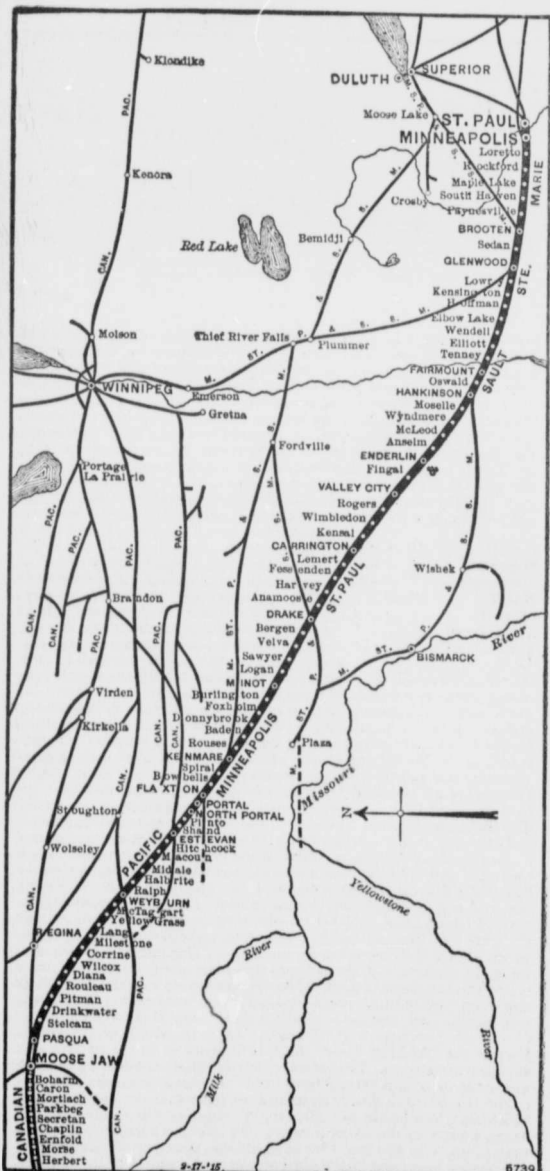 Klondike
DULUTH
SUPERIOR
PAC.
M. S. P.
Moose Lake
ST. PAUL
MINNEAPOLIS
Loretto
Rockford
Kenora
Maple Lake
South Haven
Crosby
Paynesville
MARIE
BROOTEN
Bemidji
Sedan
Red Lake
GLENWOOD
STE.
CAN.
Lowry
Kensington
Hoffman
Elbow Lake
Molson
Thief River Falls
Plummer
Wendell
Elliott
Tenney
FAIRMOUNT
SAULT
WINNIPEG
Emerson
Oswald
HANKINSON
Gretna
Moselle
Wyndmere
McLeod
Fordville
Anselm
ENDERLIN
Portage
La Prairie
Fingal
VALLEY CITY
Rogers
Wimbledon
Kensal
CARRINGTON
Lemert
Fessenden
Wishek
ST. PAUL
Harvey
Brandon
Anamoose
DRAKE
Bergen
River
Velva
BISMARCK
Sawyer
Logan
Virden
MINOT
Burlington
Kirkella
Foxholm
Donnybrook
Plaza
Baden
Rouses
MINNEAPOLIS
KENMARE
Spiral
Bowbells
Missouri
FLAXTON
PORTAL
NORTH PORTAL
Stoughton
Pinto
Shand
N
ESTEVAN
PACIFIC
Hitchcock
Wolseley
Macoun
Midale
Halbrite
Ralph
WEYBURN
McTaggart
Yellowstone
Yellow Grass
REGINA
Lang
Milestone
River
Corrine
Wilcox
Diana
Rouleau
Pitman
Drinkwater
Stelcam
PASQUA
River
MOOSE JAW
Milk
Boharm
Caron
Mortlach
Parkbeg
Secretan
Chaplin
Ernfold
Morse
Herbert
CANADIAN
CAN.
PAC.
9-17-'15.
6739